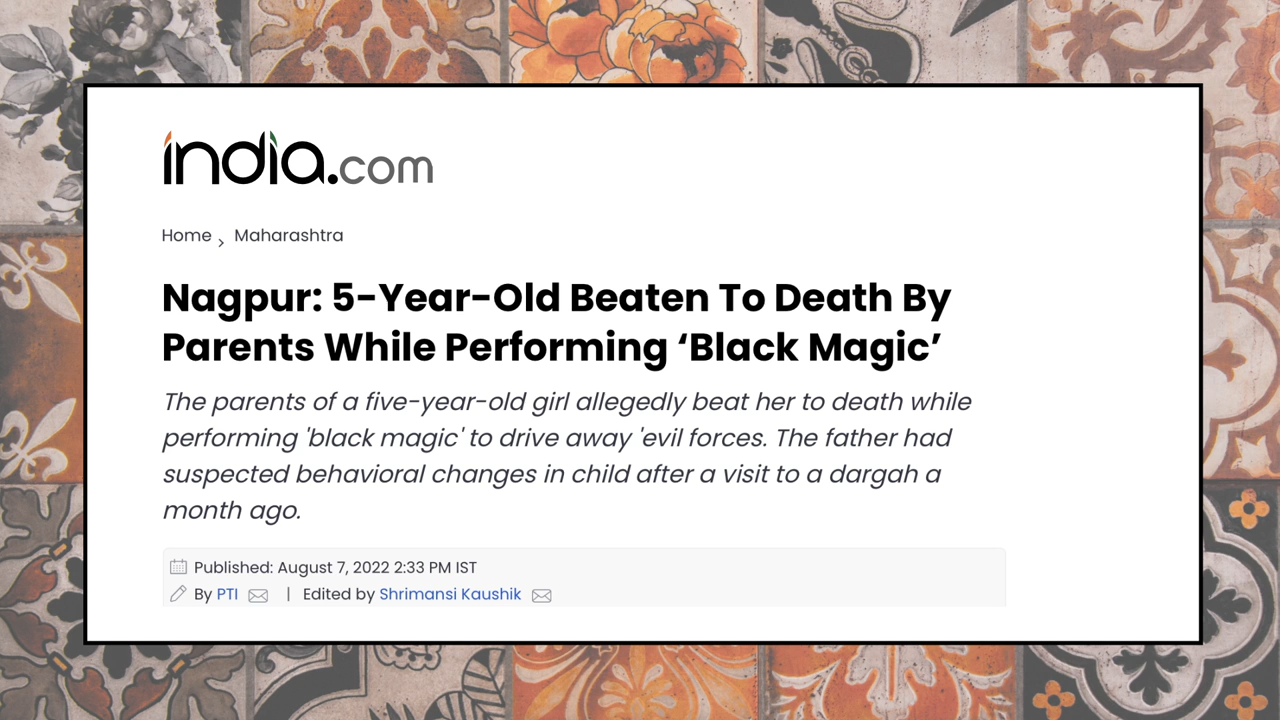 india.com
Home > Maharashtra
Nagpur: 5-Year-Old Beaten To Death By
Parents While Performing ‘Black Magic’
The parents of a five-year-old girl allegedly beat her to death while
performing 'black magic' to drive away 'evil forces. The father had
suspected behavioral changes in child after a visit to a dargah a
month ago.
Published: August 7, 2022 2:33 PM IST
By PTI | Edited by Shrimansi Kaushik